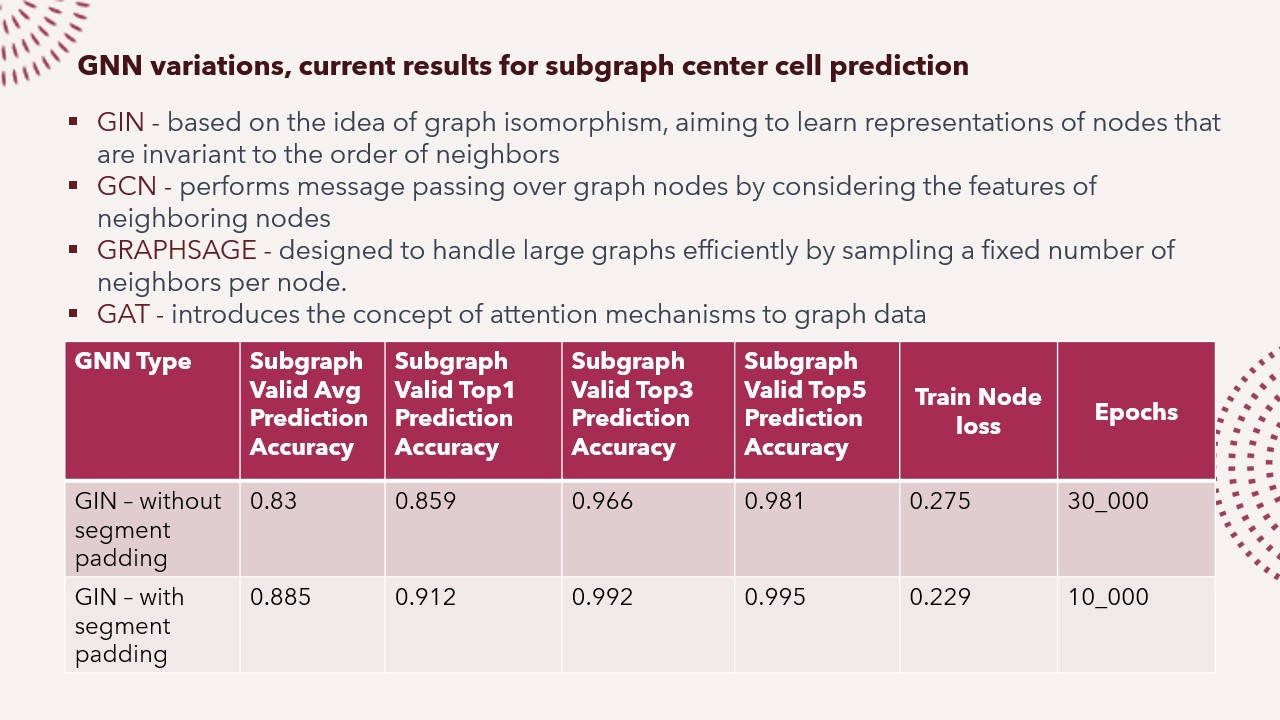 GNN variations, current results for subgraph center cell prediction
▪ GIN - based on the idea of graph isomorphism, aiming to learn representations of nodes that
are invariant to the order of neighbors
▪ GCN - performs message passing over graph nodes by considering the features of
neighboring nodes
▪ GRAPHSAGE - designed to handle large graphs efficiently by sampling a fixed number of
neighbors per node.
▪ GAT - introduces the concept of attention mechanisms to graph data
GNN Type
Subgraph
Valid Avg
Prediction
Accuracy
Subgraph
Valid Top1
Prediction
Accuracy
Subgraph
Valid Top3
Prediction
Accuracy
Subgraph
Valid Top5
Prediction
Accuracy
Train Node
loss
Epochs
GIN – without
segment
padding
0.83
0.859
0.966
0.981
0.275
30_000
GIN – with
segment
padding
0.885
0.912
0.992
0.995
0.229
10_000